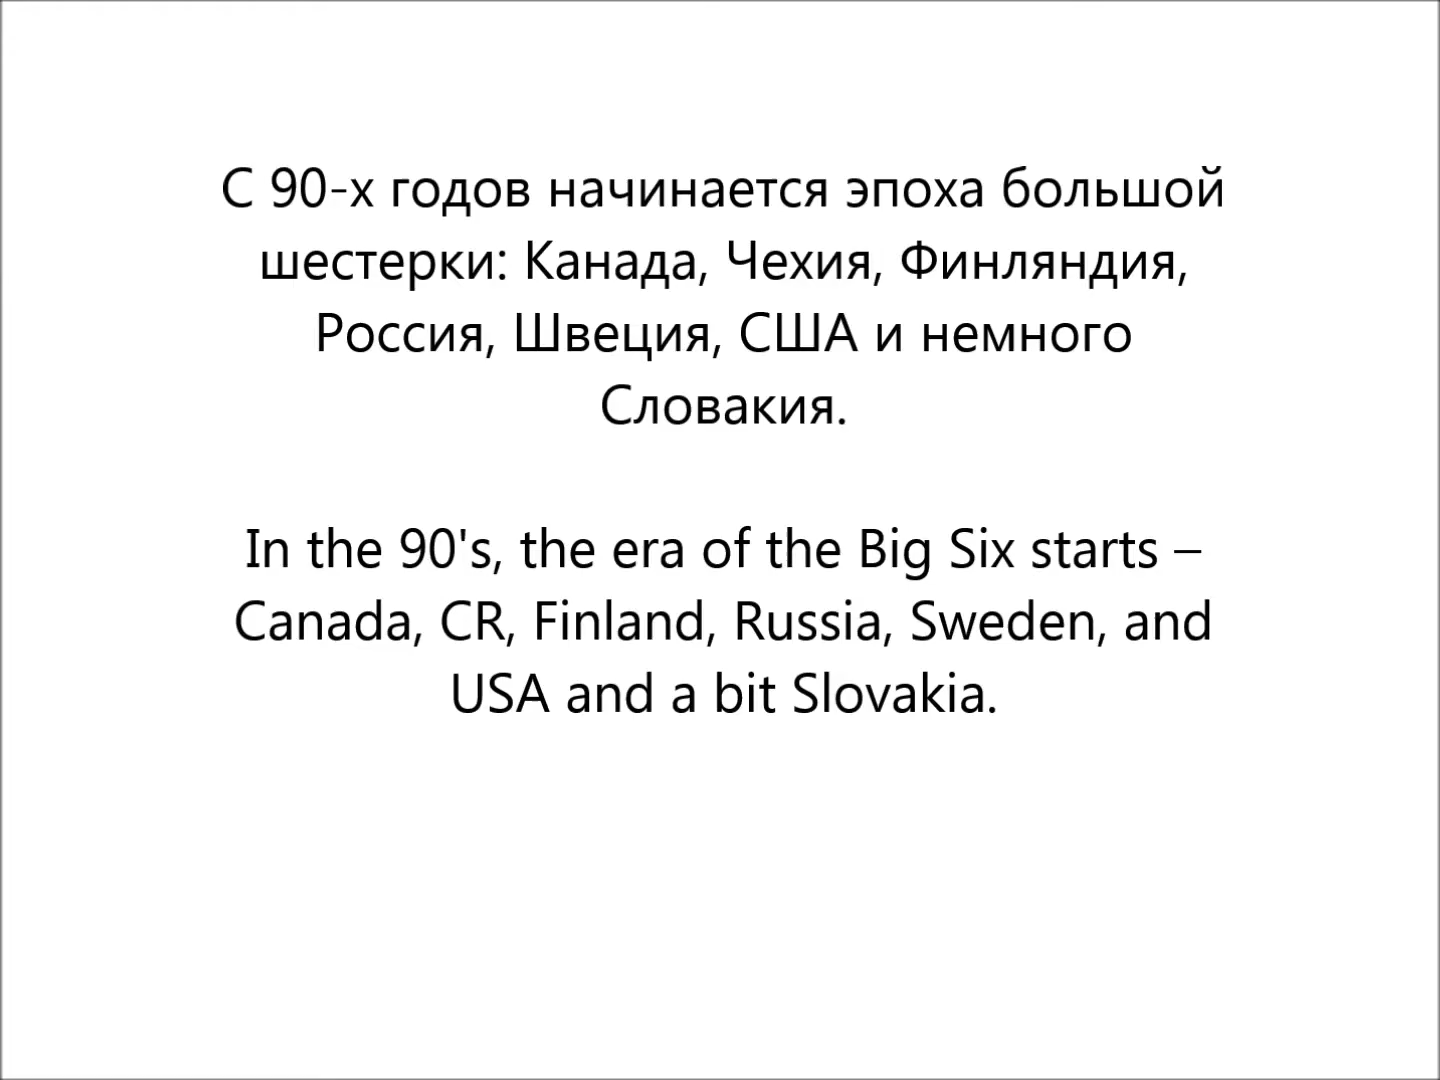 С 90-х годов начинается эпоха большой
шестерки: Канада, Чехия, Финляндия,
Россия, Швеция, США и немного
Словакия.
In the 90's, the era of the Big Six starts –
Canada, CR, Finland, Russia, Sweden, and
USA and a bit Slovakia.